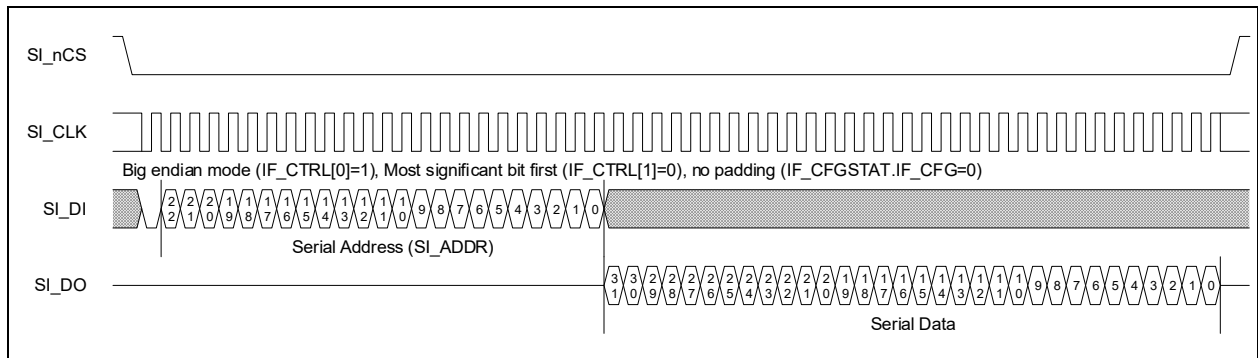 SI_nCS
SI_CLK
Big endian mode (IF_CTRL[0]=1), Most significant bit first (IF_CTRL[1]=0), no padding (IF_CFGSTAT.IF_CFG=0)
SI_DI 22 21 20 19 18 17 16 15 14 13 12 11 10 9 8 7 6 5 4 3 2 1 0
Serial Address (SI_ADDR)
SI_DO 31 30 29 28 27 26 25 24 23 22 21 20 19 18 17 16 15 14 13 12 11 10 9 8 7 6 5 4 3 2 1 0
Serial Data